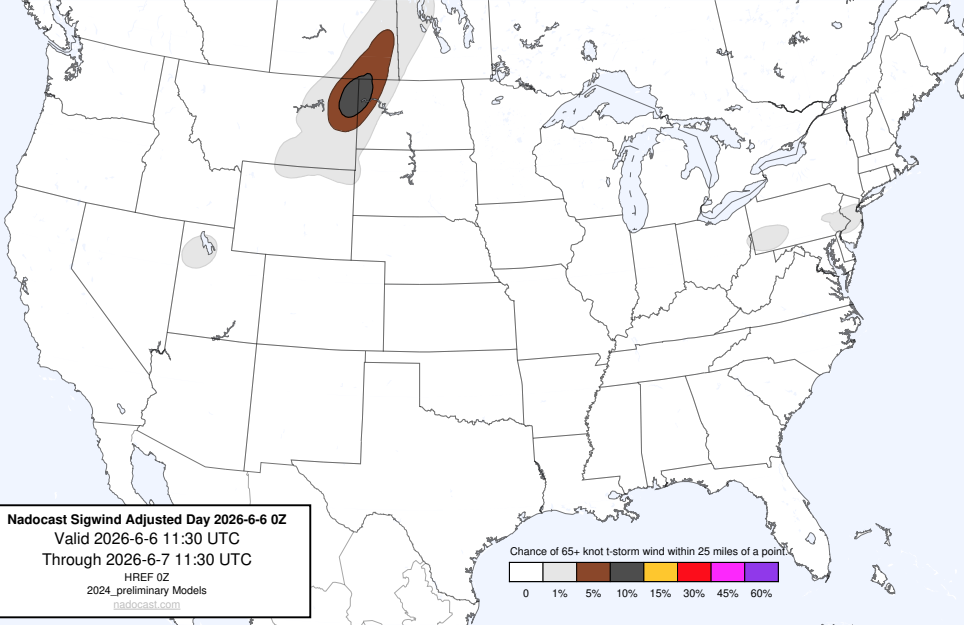 Nadocast Sigwind Adjusted Day 2026-6-6 0Z
Valid 2026-6-6 11:30 UTC
Through 2026-6-7 11:30 UTC
HREF 0Z
2024_preliminary Models
nadocast.com
Chance of 65+ knot t-storm wind within 25 miles of a point.
0 1% 5% 10% 15% 30% 45% 60%